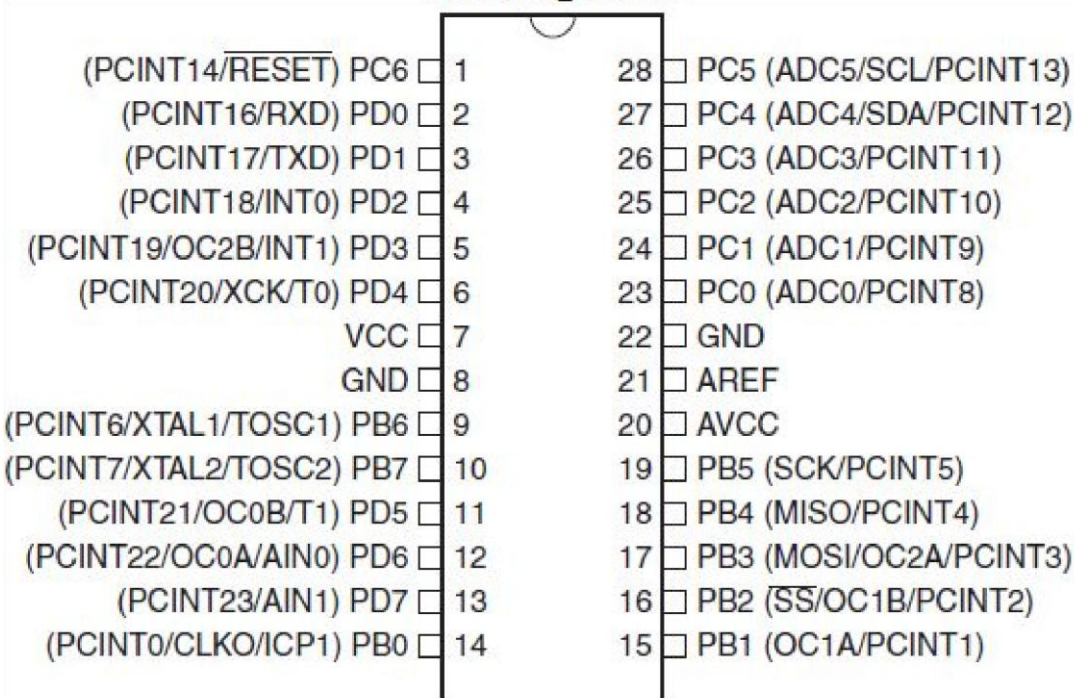 (PCINT14/RESET) PC6 1 28 PC5 (ADC5/SCL/PCINT13)
(PCINT16/RXD) PD0 2 27 PC4 (ADC4/SDA/PCINT12)
(PCINT17/TXD) PD1 3 26 PC3 (ADC3/PCINT11)
(PCINT18/INT0) PD2 4 25 PC2 (ADC2/PCINT10)
(PCINT19/OC2B/INT1) PD3 5 24 PC1 (ADC1/PCINT9)
(PCINT20/XCK/T0) PD4 6 23 PC0 (ADC0/PCINT8)
VCC 7 22 GND
GND 8 21 AREF
(PCINT6/XTAL1/TOSC1) PB6 9 20 AVCC
(PCINT7/XTAL2/TOSC2) PB7 10 19 PB5 (SCK/PCINT5)
(PCINT21/OC0B/T1) PD5 11 18 PB4 (MISO/PCINT4)
(PCINT22/OC0A/AIN0) PD6 12 17 PB3 (MOSI/OC2A/PCINT3)
(PCINT23/AIN1) PD7 13 16 PB2 (SS/OC1B/PCINT2)
(PCINT0/CLKO/ICP1) PB0 14 15 PB1 (OC1A/PCINT1)